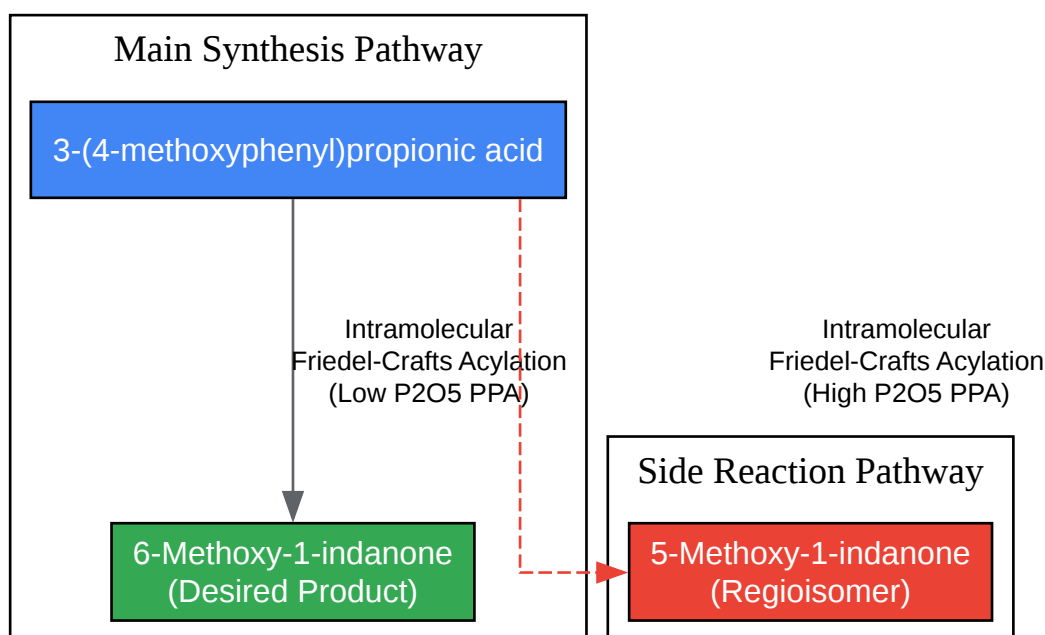 Main Synthesis Pathway
3-(4-methoxyphenyl)propionic acid
Intramolecular
Friedel-Crafts Acylation
(Low P2O5 PPA)
Intramolecular
Friedel-Crafts Acylation
(High P2O5 PPA)
6-Methoxy-1-indanone
(Desired Product)
Side Reaction Pathway
5-Methoxy-1-indanone
(Regioisomer)